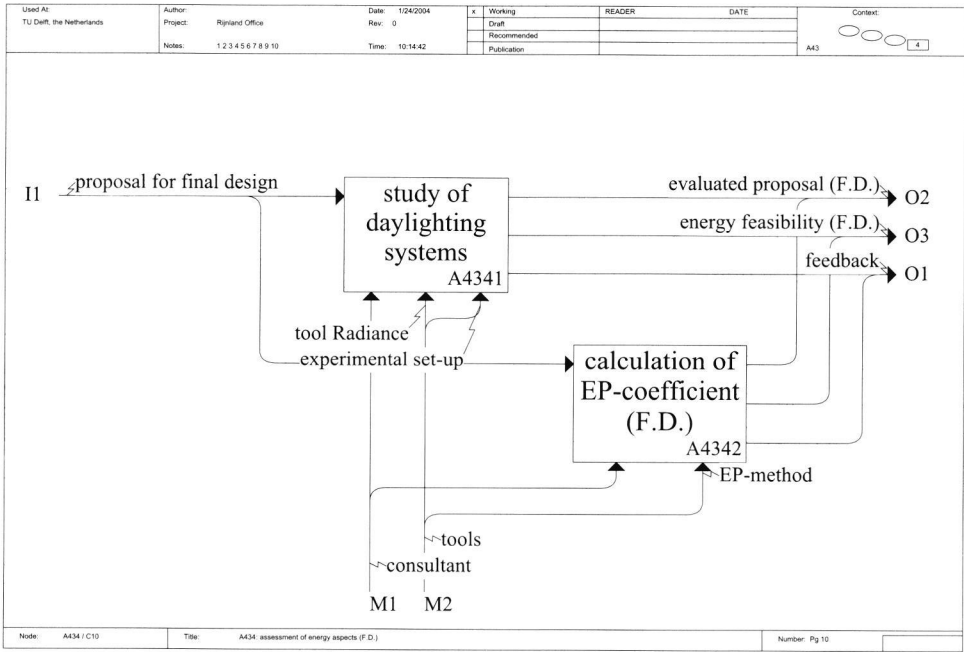 Used At:
TU Delft, the Netherlands
Author:
Project: Rijnland Office
Notes: 1 2 3 4 5 6 7 8 9 10
Date: 1/24/2004
Rev: 0
Time: 10:14:42
x Working
Draft
Recommended
Publication
READER DATE
Context:
A43
4
I1
proposal for final design
study of
daylighting
systems
A4341
evaluated proposal (F.D.)
O2
energy feasibility (F.D.)
O3
feedback
O1
tool Radiance
experimental set-up
calculation of
EP-coefficient
(F.D.)
A4342
EP-method
tools
consultant
M1 M2
Node: A434 / C10
Title: A434: assessment of energy aspects (F.D.)
Number: Pg 10